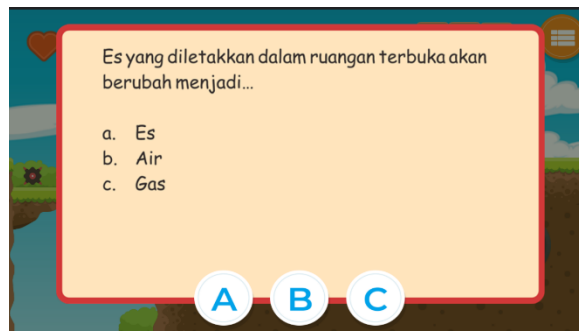 Es yang diletakkan dalam ruangan terbuka akan
berubah menjadi...
a. Es
b. Air
c. Gas
A B C